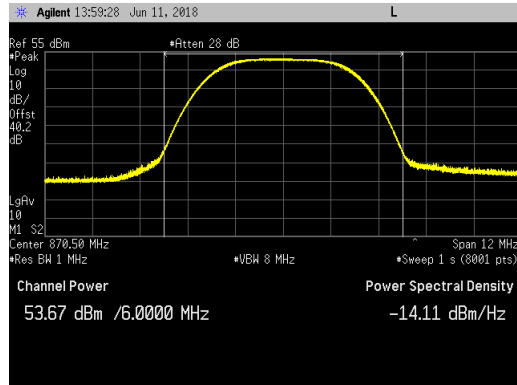 Agilent 13:59:28 Jun 11, 2018 L
Ref 55 dBm #Atten 28 dB
#Peak
Log
10
dB/
Offst
40.2
dB
LgAv
10
M1 S2
Center 870.50 MHz ^ Span 12 MHz
#Res BW 1 MHz #VBW 8 MHz #Sweep 1 s (8001 pts)
Channel Power Power Spectral Density
53.67 dBm /6.0000 MHz -14.11 dBm/Hz